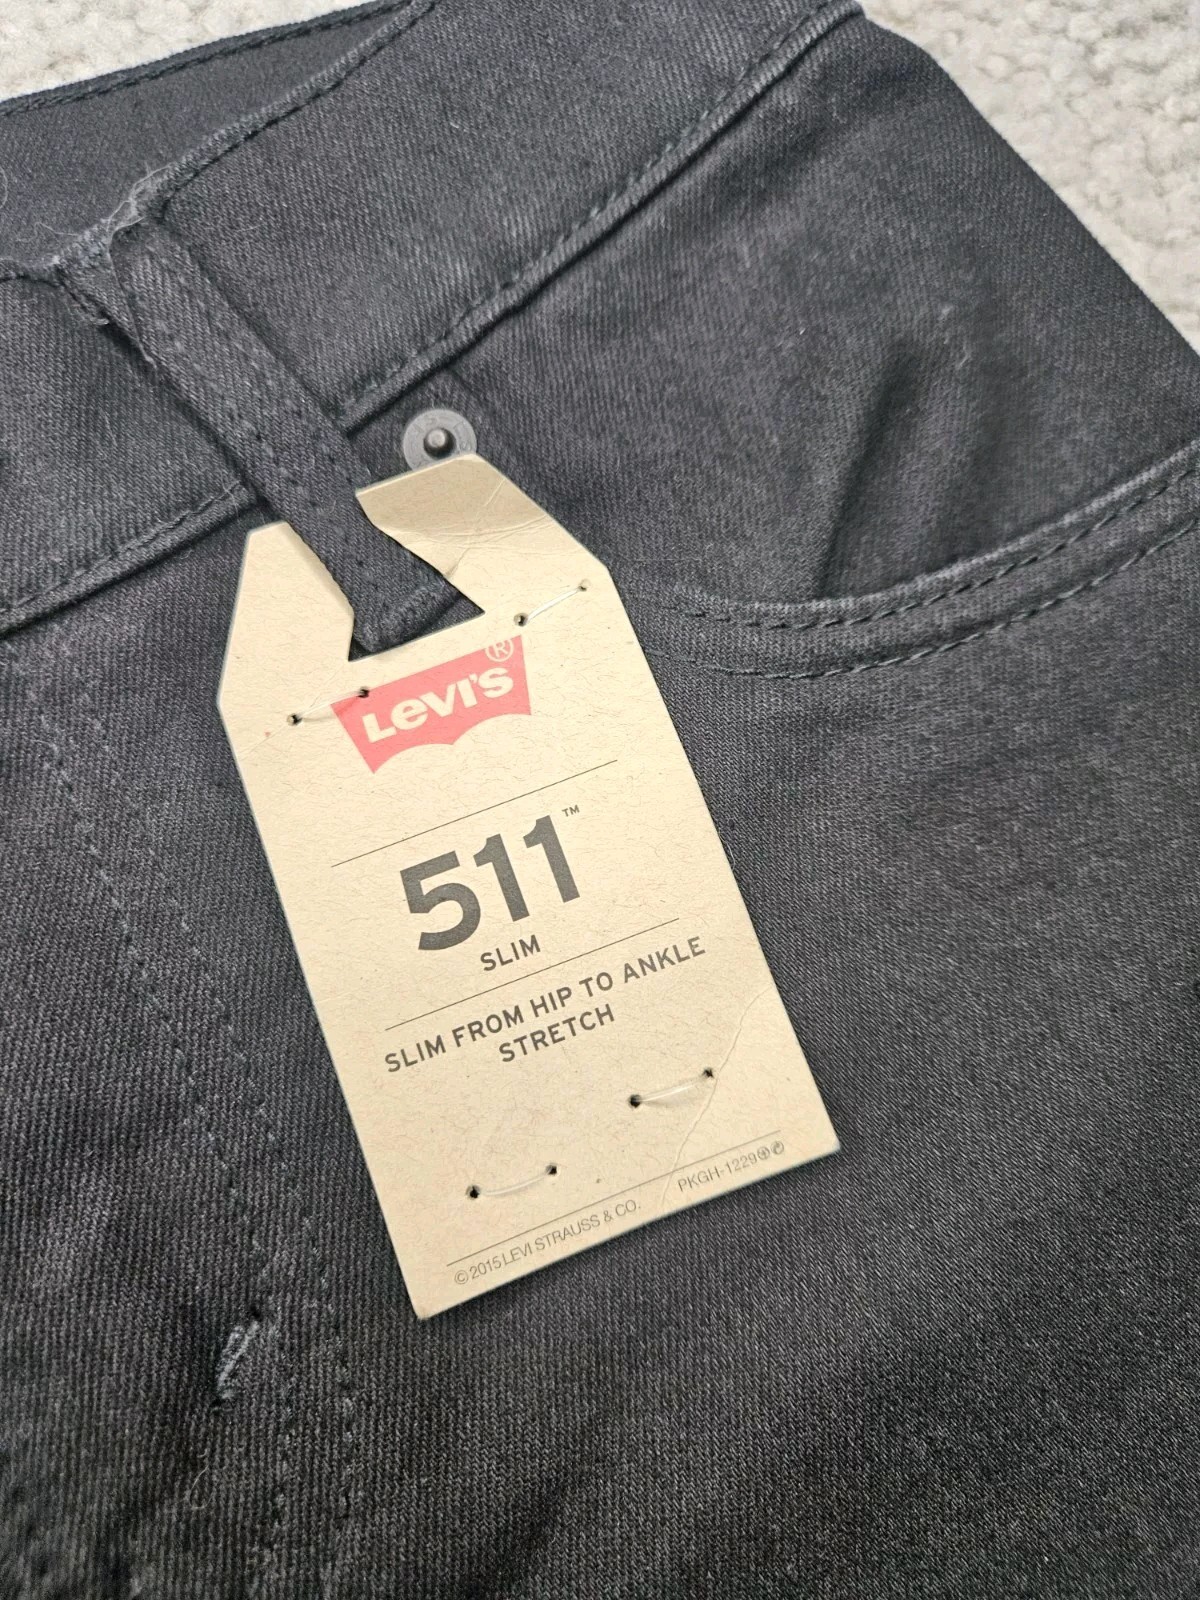 LEVI'S®
511™
SLIM
SLIM FROM HIP TO ANKLE
STRETCH
©2015 LEVI STRAUSS & CO. PKGH-1229